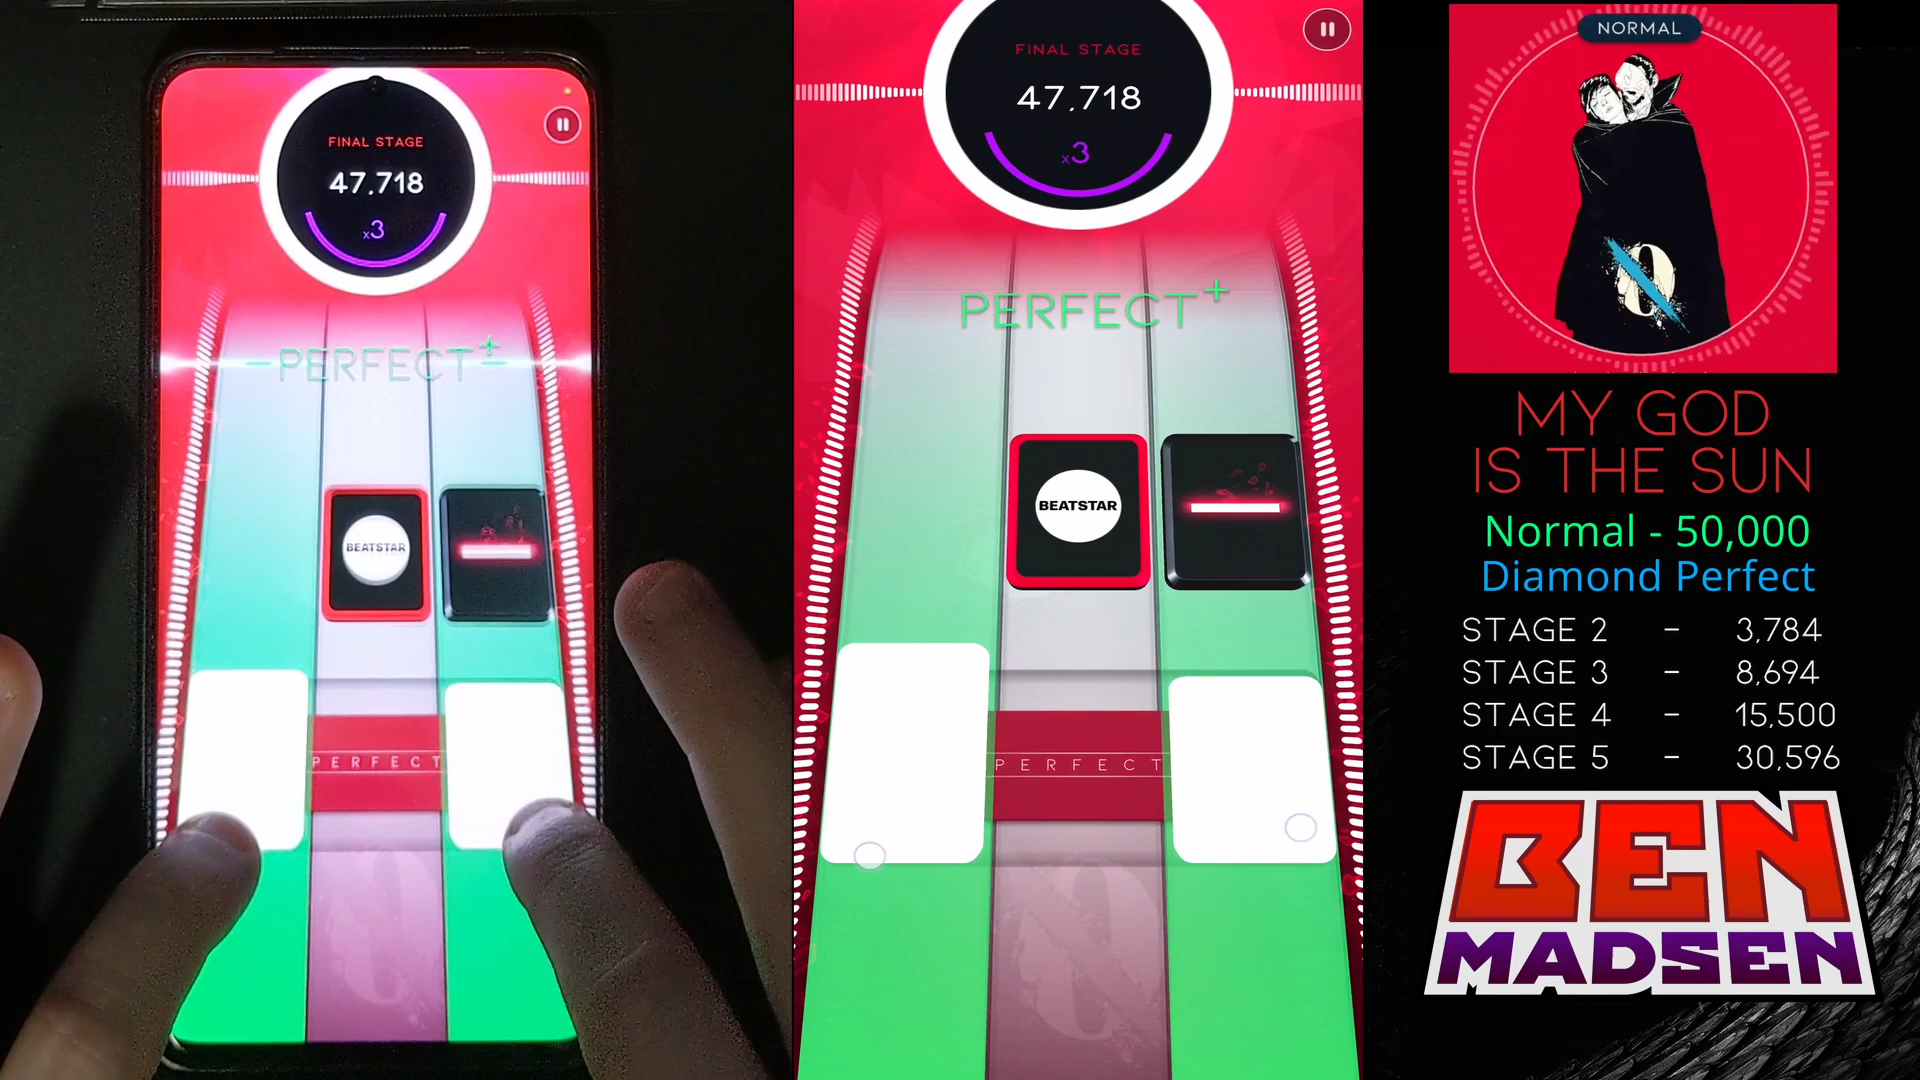 FINAL STAGE
47,718
x3
PERFECT+
BEATSTAR
PERFECT
FINAL STAGE
47,718
x3
PERFECT+
BEATSTAR
PERFECT
NORMAL
MY GOD
IS THE SUN
Normal - 50,000
Diamond Perfect
STAGE 2 - 3,784
STAGE 3 - 8,694
STAGE 4 - 15,500
STAGE 5 - 30,596
BEN
MADSEN